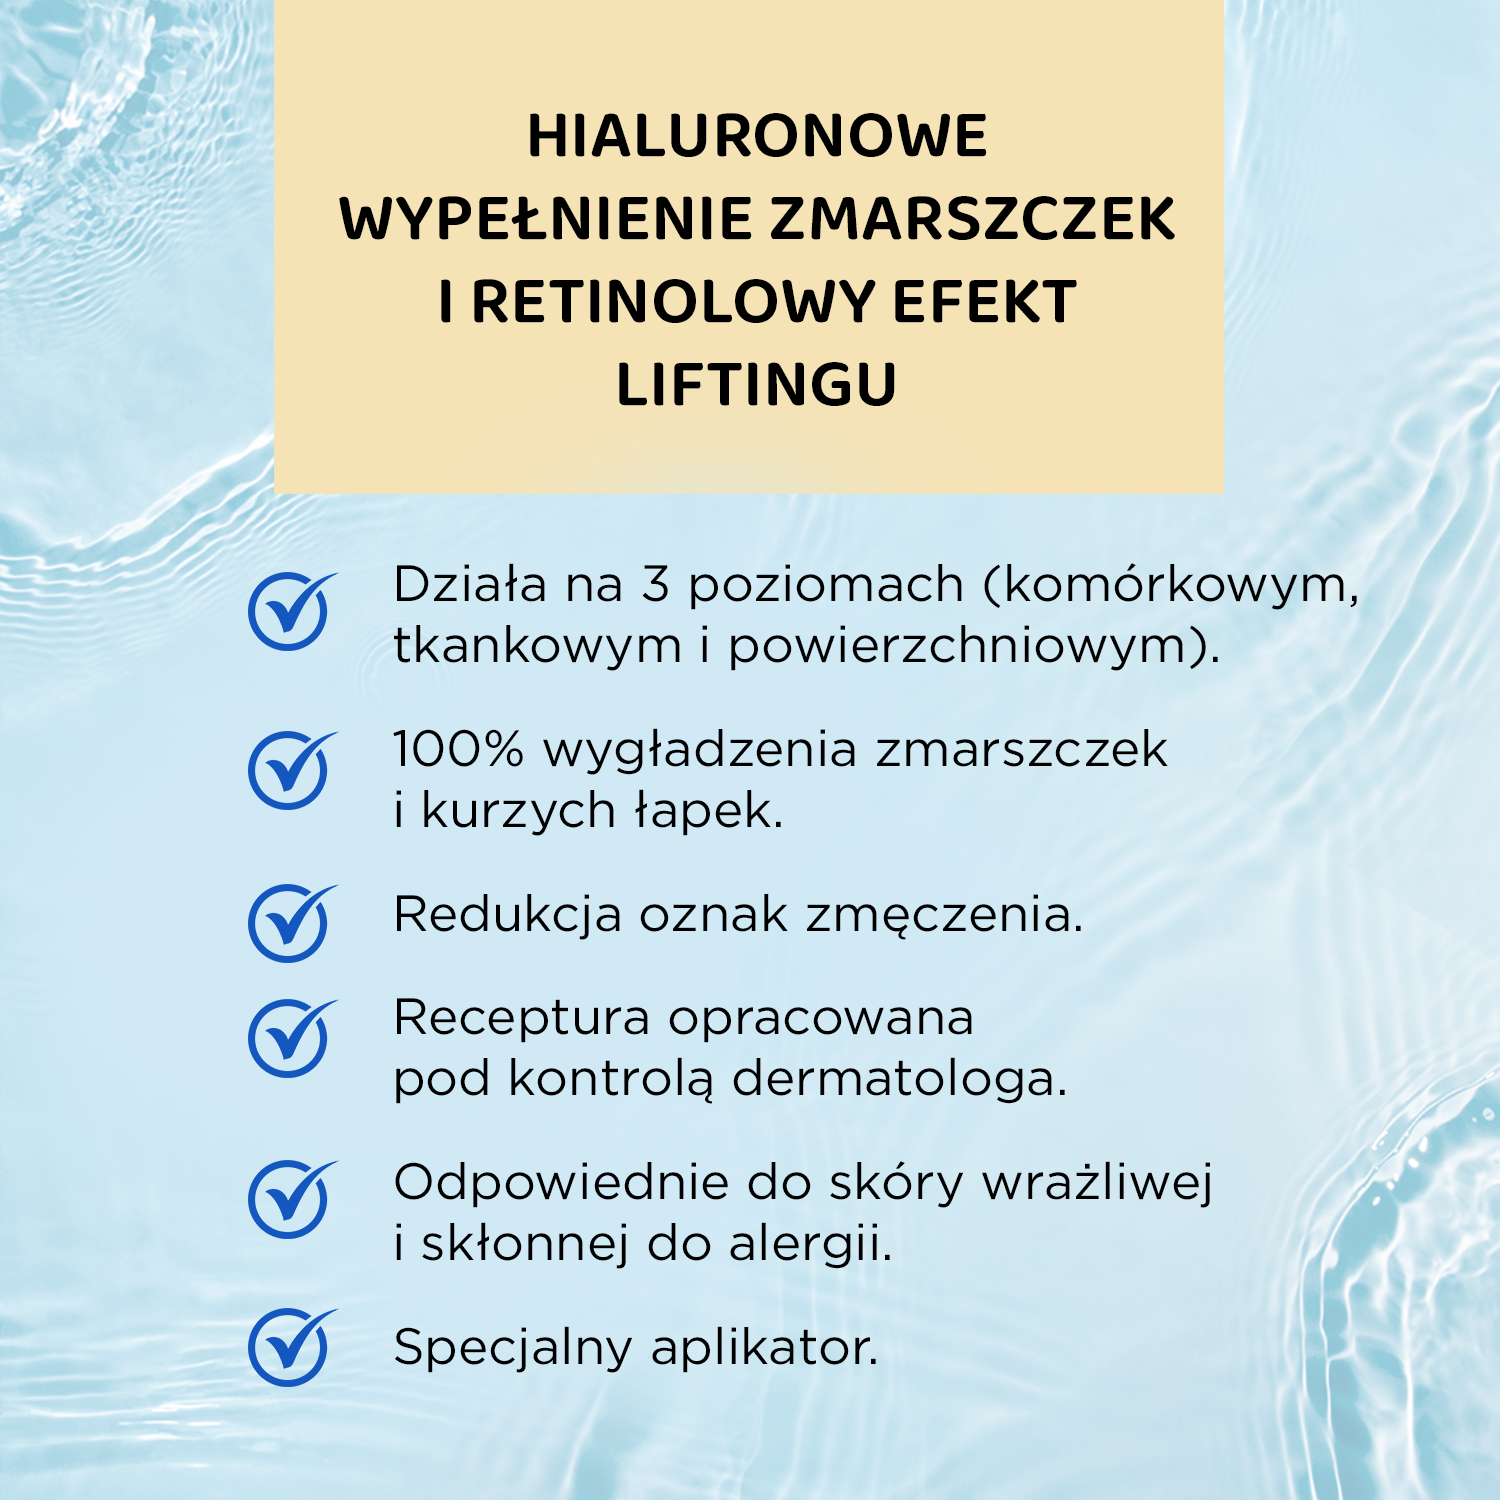 HIALURONOWE
WYPEŁNIENIE ZMARSZCZEK
I RETINOLOWY EFEKT
LIFTINGU
Działa na 3 poziomach (komórkowym,
tkankowym i powierzchniowym).
100% wygładzenia zmarszczek
i kurzych łapek.
Redukcja oznak zmęczenia.
Receptura opracowana
pod kontrolą dermatologa.
Odpowiednie do skóry wrażliwej
i skłonnej do alergii.
Specjalny aplikator.